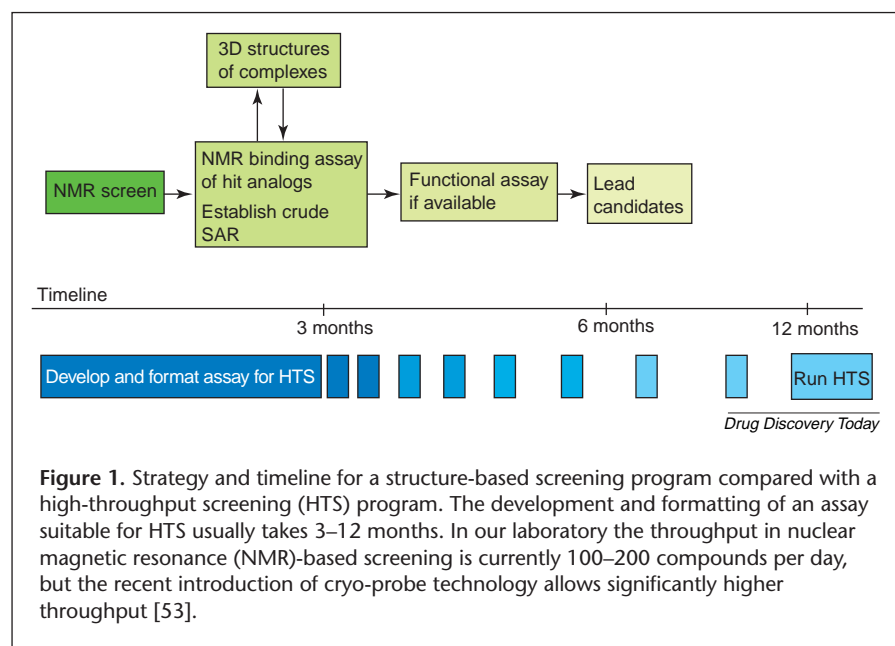 3D structures
of complexes
NMR screen
NMR binding assay
of hit analogs
Establish crude
SAR
Functional assay
if available
Lead
candidates
Timeline
3 months
6 months
12 months
Develop and format assay for HTS
Run HTS
Drug Discovery Today
Figure 1. Strategy and timeline for a structure-based screening program compared with a
high-throughput screening (HTS) program. The development and formatting of an assay
suitable for HTS usually takes 3–12 months. In our laboratory the throughput in nuclear
magnetic resonance (NMR)-based screening is currently 100–200 compounds per day,
but the recent introduction of cryo-probe technology allows significantly higher
throughput [53].